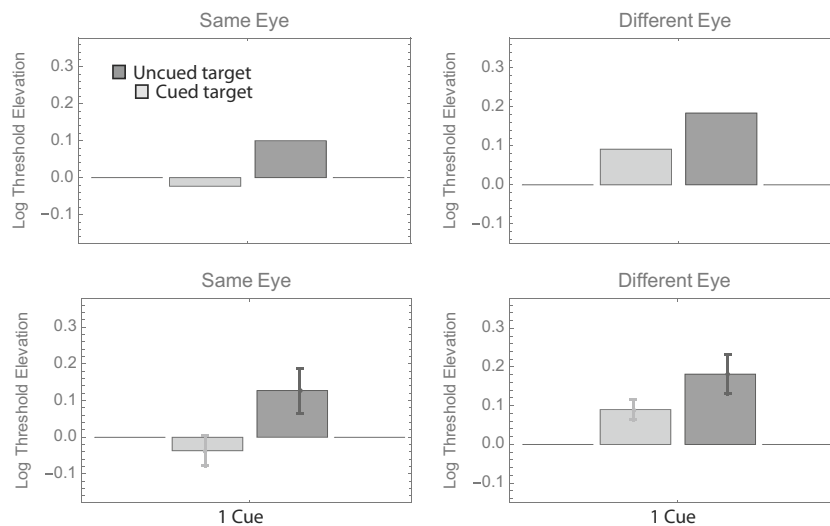 Same Eye
Log Threshold Elevation
0.3
0.2
0.1
0.0
−0.1
Uncued target
Cued target
Different Eye
Log Threshold Elevation
0.3
0.2
0.1
0.0
−0.1
Same Eye
Log Threshold Elevation
0.3
0.2
0.1
0.0
−0.1
1 Cue
Different Eye
Log Threshold Elevation
0.3
0.2
0.1
0.0
−0.1
1 Cue